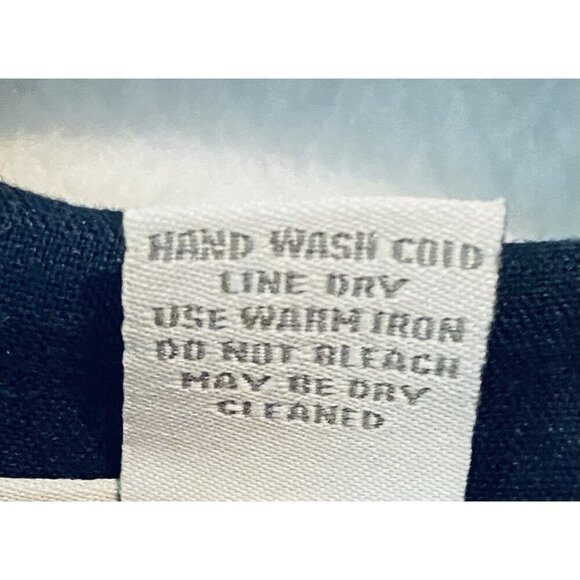 HAND WASH COLD
LINE DRY
USE WARM IRON
DO NOT BLEACH
MAY BE DRY
CLEANED